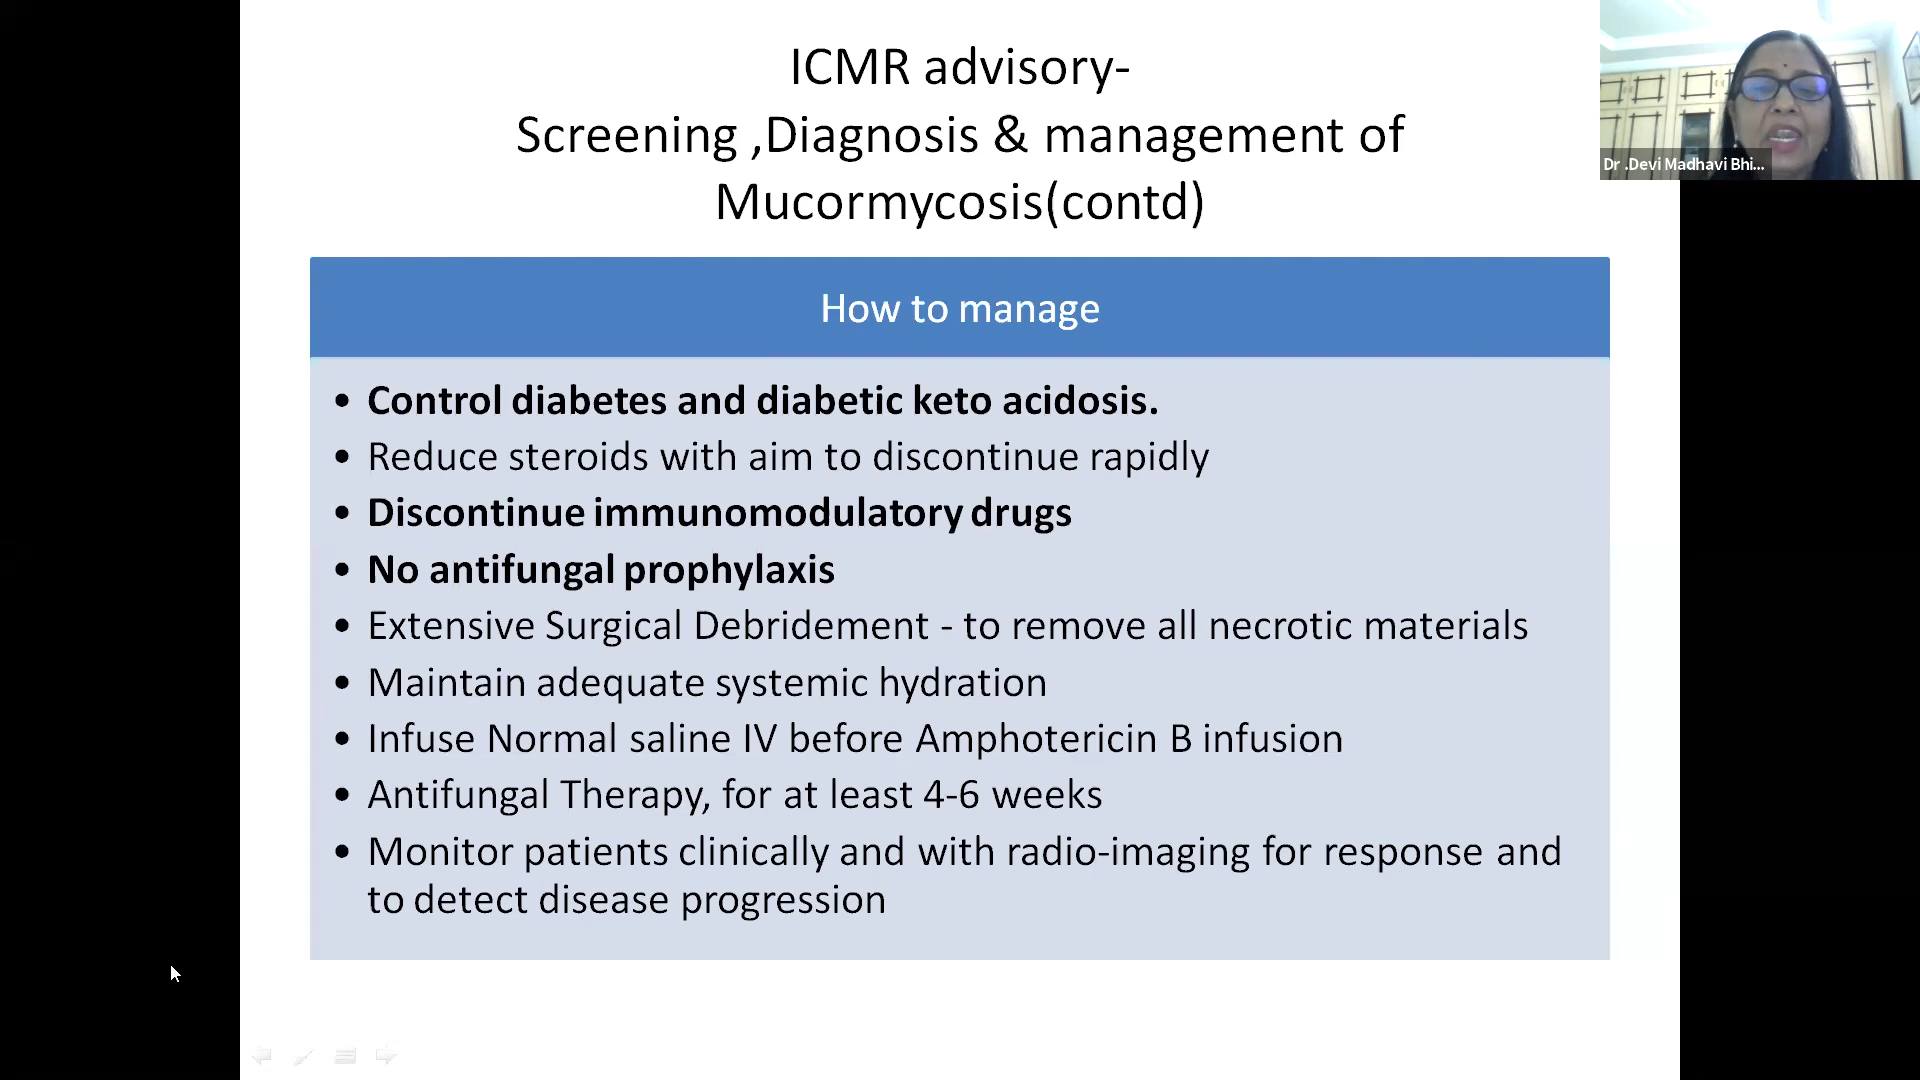 ICMR advisory-
Screening ,Diagnosis & management of
Mucormycosis(contd)
Dr .Devi Madhavi Bhi...
How to manage
• Control diabetes and diabetic keto acidosis.
• Reduce steroids with aim to discontinue rapidly
• Discontinue immunomodulatory drugs
• No antifungal prophylaxis
• Extensive Surgical Debridement - to remove all necrotic materials
• Maintain adequate systemic hydration
• Infuse Normal saline IV before Amphotericin B infusion
• Antifungal Therapy, for at least 4-6 weeks
• Monitor patients clinically and with radio-imaging for response and
to detect disease progression